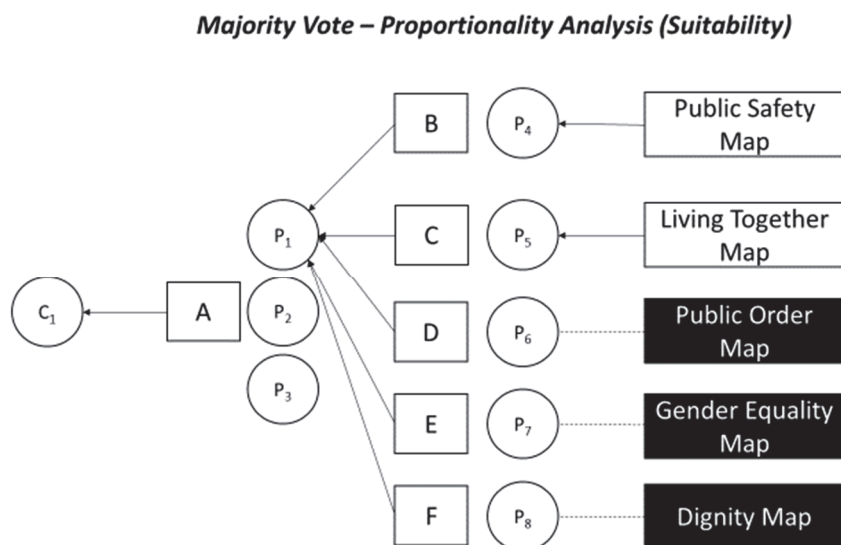 Majority Vote – Proportionality Analysis (Suitability)
B
P4
Public Safety
Map
P1
C
P5
Living Together
Map
C1
A
P2
D
P6
Public Order
Map
P3
E
P7
Gender Equality
Map
F
P8
Dignity Map